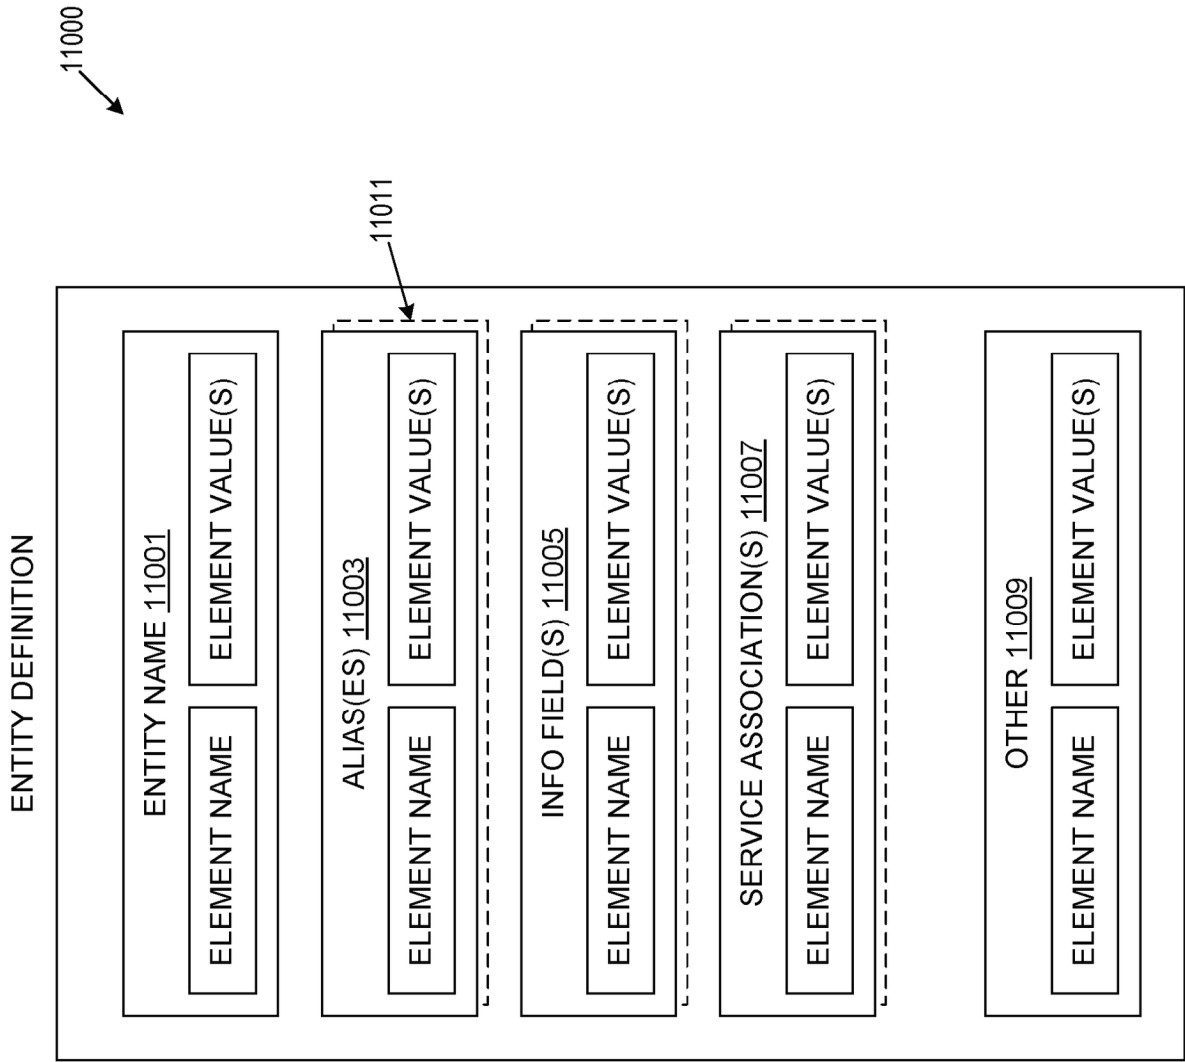 ENTITY DEFINITION
11000
ENTITY NAME 11001
ELEMENT NAME
ELEMENT VALUE(S)
11011
ALIAS(ES) 11003
ELEMENT NAME
ELEMENT VALUE(S)
INFO FIELD(S) 11005
ELEMENT NAME
ELEMENT VALUE(S)
SERVICE ASSOCIATION(S) 11007
ELEMENT NAME
ELEMENT VALUE(S)
OTHER 11009
ELEMENT NAME
ELEMENT VALUE(S)